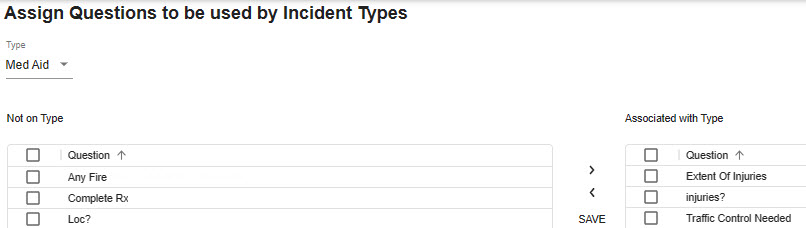 Assign Questions to be used by Incident Types
Type
Med Aid
Not on Type
Associated with Type
Question
Question
Any Fire
Extent Of Injuries
Complete Rx
injuries?
Loc?
SAVE
Traffic Control Needed